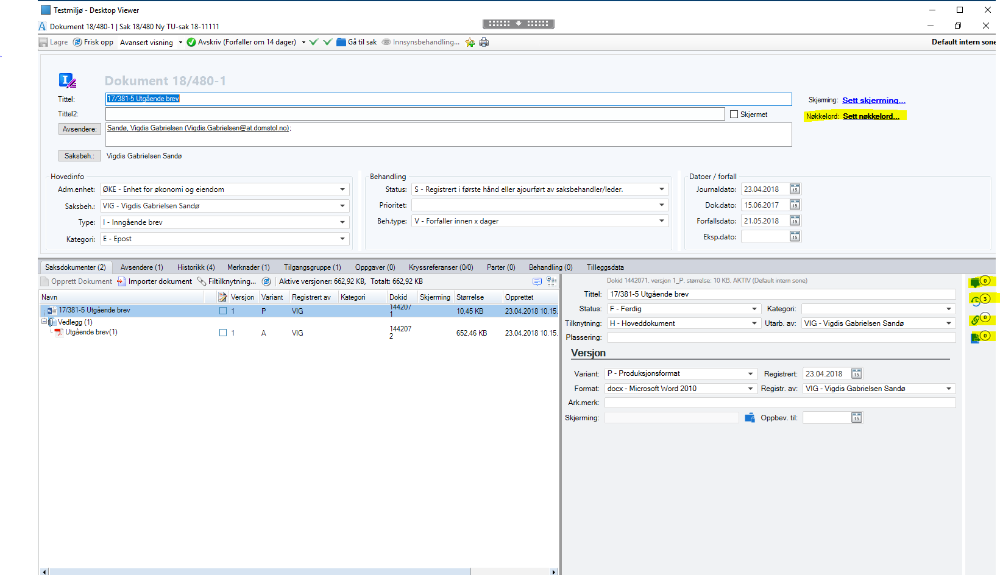 Testmiljø - Desktop Viewer
Dokument 18/480-1 | Sak 18/480 Ny TU-sak 18-11111
Lagre Frisk opp Avansert visning Avskriv (Forfaller om 14 dager) Gå til sak Innsynsbehandling... Default intern sone
Dokument 18/480-1
Tittel: 17/381-5 Utgående brev Skjerming: Sett skjerming...
Tittel2: Skjermet Nøkkelord: Sett nøkkelord...
Avsendere: Sandø, Vigdis Gabrielsen (Vigdis.Gabrielsen@at.domstol.no);
Saksbeh.: Vigdis Gabrielsen Sandø
Hovedinfo Behandling Datoer / forfall
Adm.enhet: ØKE - Enhet for økonomi og eiendom Status: S - Registrert i første hånd eller ajourført av saksbehandler/leder. Journaldato: 23.04.2018 15
Saksbeh.: VIG - Vigdis Gabrielsen Sandø Prioritet: Dok.dato: 15.06.2017 15
Type: I - Inngående brev Beh.type: V - Forfaller innen x dager Forfallsdato: 21.05.2018 15
Kategori: E - Epost Eksp.dato: 15
Saksdokumenter (2) Avsendere (1) Historikk (4) Merknader (1) Tilgangsgruppe (1) Oppgaver (0) Kryssreferanser (0/0) Parter (0) Behandling (0) Tilleggsdata
Opprett Dokument Importer dokument Filtilknytning... Aktive versjoner: 662,92 KB, Totalt: 662,92 KB
Navn Versjon Variant Registrert av Kategori Dokid Skjerming Størrelse Opprettet
17/381-5 Utgående brev 1 P VIG 144207
1 10,45 KB 23.04.2018 10.15.
Vedlegg (1)
Utgående brev(1) 1 A VIG 144207
2 652,46 KB 23.04.2018 10.15.
Dokid 1442071, versjon 1_P, størrelse: 10 KB, AKTIV (Default intern sone) 0
Tittel: 17/381-5 Utgående brev 3
Status: F - Ferdig Kategori: 0
Tilknytning: H - Hoveddokument Utarb. av: VIG - Vigdis Gabrielsen Sandø
Plassering: 0
Versjon
Variant: P - Produksjonsformat Registrert: 23.04.2018 15
Format: docx - Microsoft Word 2010 Registr. av: VIG - Vigdis Gabrielsen Sandø
Ark.merk:
Skjerming: Oppbev. til: 15